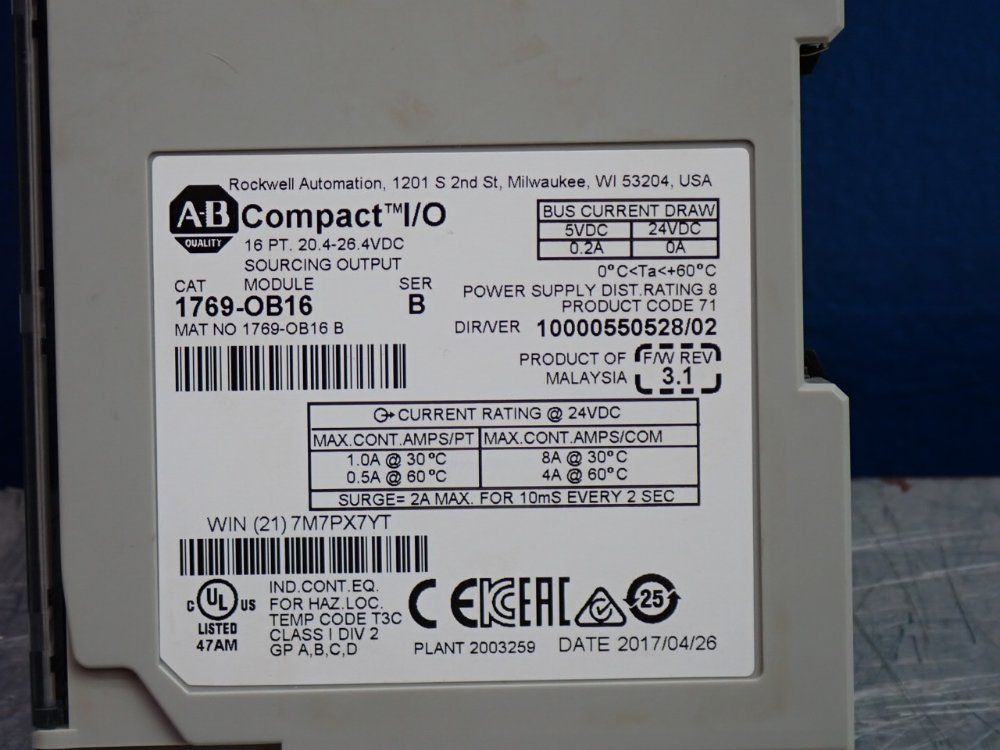 Rockwell Automation, 1201 S 2nd St, Milwaukee, WI 53204, USA
A-B
QUALITY
Compact™I/O
16 PT. 20.4-26.4VDC
SOURCING OUTPUT
MODULE
BUS CURRENT DRAW
5VDC 24VDC
0.2A 0A
0°C<Ta<+60°C
POWER SUPPLY DIST.RATING 8
PRODUCT CODE 71
CAT SER
1769-OB16 B
MAT NO 1769-OB16 B
DIR/VER 10000550528/02
PRODUCT OF
MALAYSIA
F/W REV
3.1
CURRENT RATING @ 24VDC
MAX.CONT.AMPS/PT MAX.CONT.AMPS/COM
1.0A @ 30°C 8A @ 30°C
0.5A @ 60°C 4A @ 60°C
SURGE= 2A MAX. FOR 10mS EVERY 2 SEC
WIN (21) 7M7PX7YT
C UL US
LISTED
47AM
IND.CONT.EQ.
FOR HAZ.LOC.
TEMP CODE T3C
CLASS I DIV 2
GP A,B,C,D
CE KC EAC 25
PLANT 2003259 DATE 2017/04/26